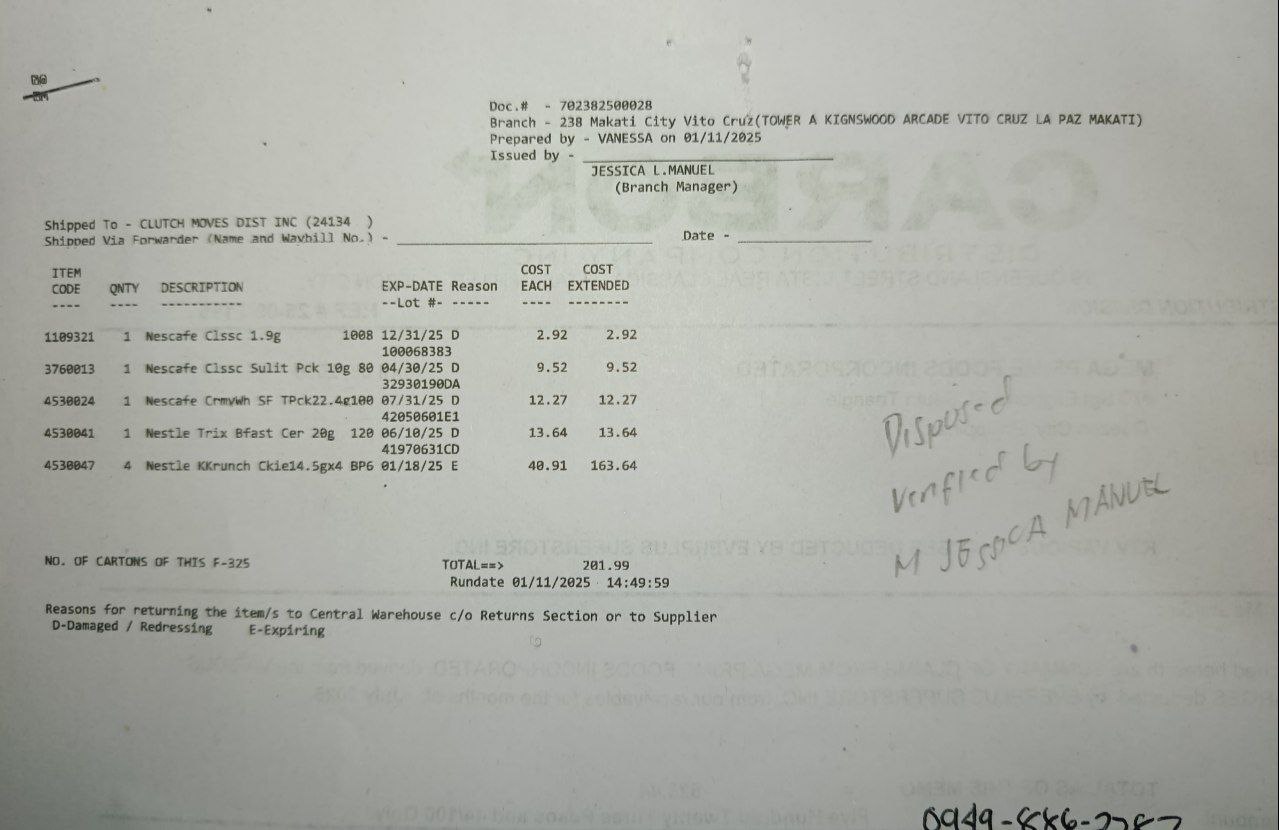 Doc.# - 702382500028
Branch - 238 Makati City Vito Cruz(TOWER A KIGNSWOOD ARCADE VITO CRUZ LA PAZ MAKATI)
Prepared by - VANESSA on 01/11/2025
Issued by - ____________________
JESSICA L.MANUEL
(Branch Manager)
Shipped To - CLUTCH MOVES DIST INC (24134 )
Shipped Via Forwarder (Name and Waybill No.) - ____________________ Date - ____________________
ITEM COST COST
CODE QNTY DESCRIPTION EXP-DATE Reason EACH EXTENDED
---- ---- ----------- --Lot #- ----- ---- --------
1109321 1 Nescafe Clssc 1.9g 1008 12/31/25 D 2.92 2.92
100068383
3760013 1 Nescafe Clssc Sulit Pck 10g 80 04/30/25 D 9.52 9.52
32930190DA
4530024 1 Nescafe CrmyWh SF TPck22.4g100 07/31/25 D 12.27 12.27
42050601E1
4530041 1 Nestle Trix Bfast Cer 20g 120 06/10/25 D 13.64 13.64
41970631CD
4530047 4 Nestle KKrunch Ckie14.5gx4 BP6 01/18/25 E 40.91 163.64
Disposed
verified by
M JESSICA MANUEL
NO. OF CARTONS OF THIS F-325 TOTAL==> 201.99
Rundate 01/11/2025 14:49:59
Reasons for returning the item/s to Central Warehouse c/o Returns Section or to Supplier
D-Damaged / Redressing E-Expiring